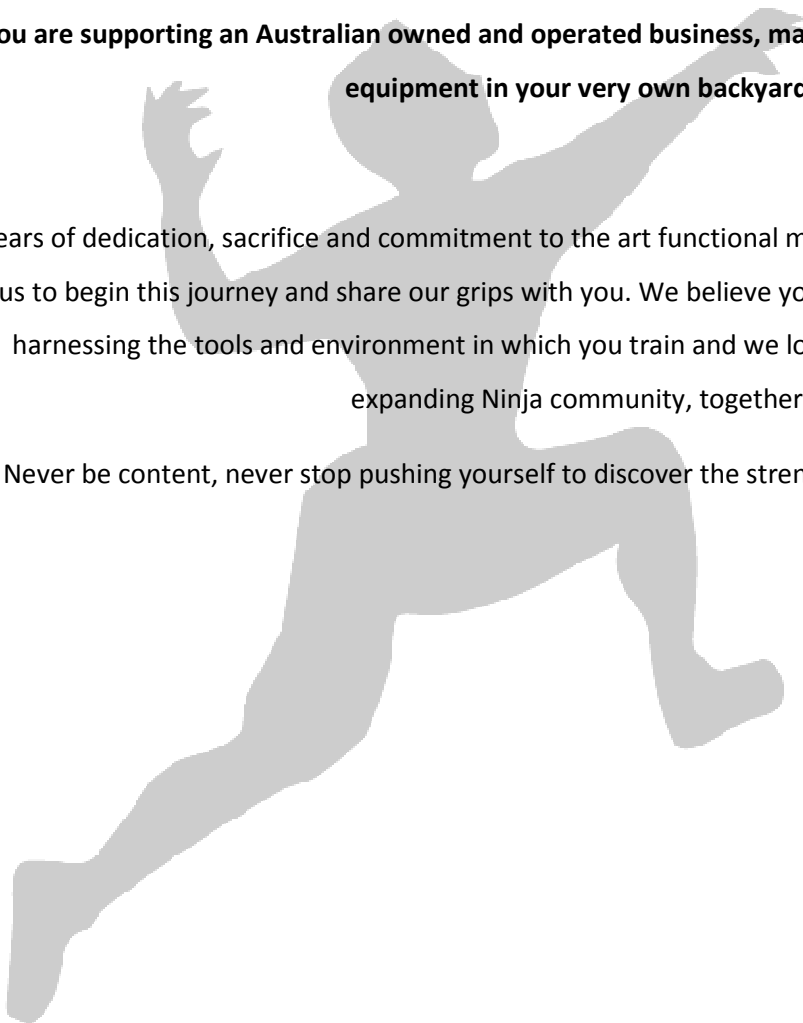 ou are supporting an Australian owned and operated business, ma
equipment in your very own backyard
ears of dedication, sacrifice and commitment to the art functional m
us to begin this journey and share our grips with you. We believe yo
harnessing the tools and environment in which you train and we lo
expanding Ninja community, together
Never be content, never stop pushing yourself to discover the stren